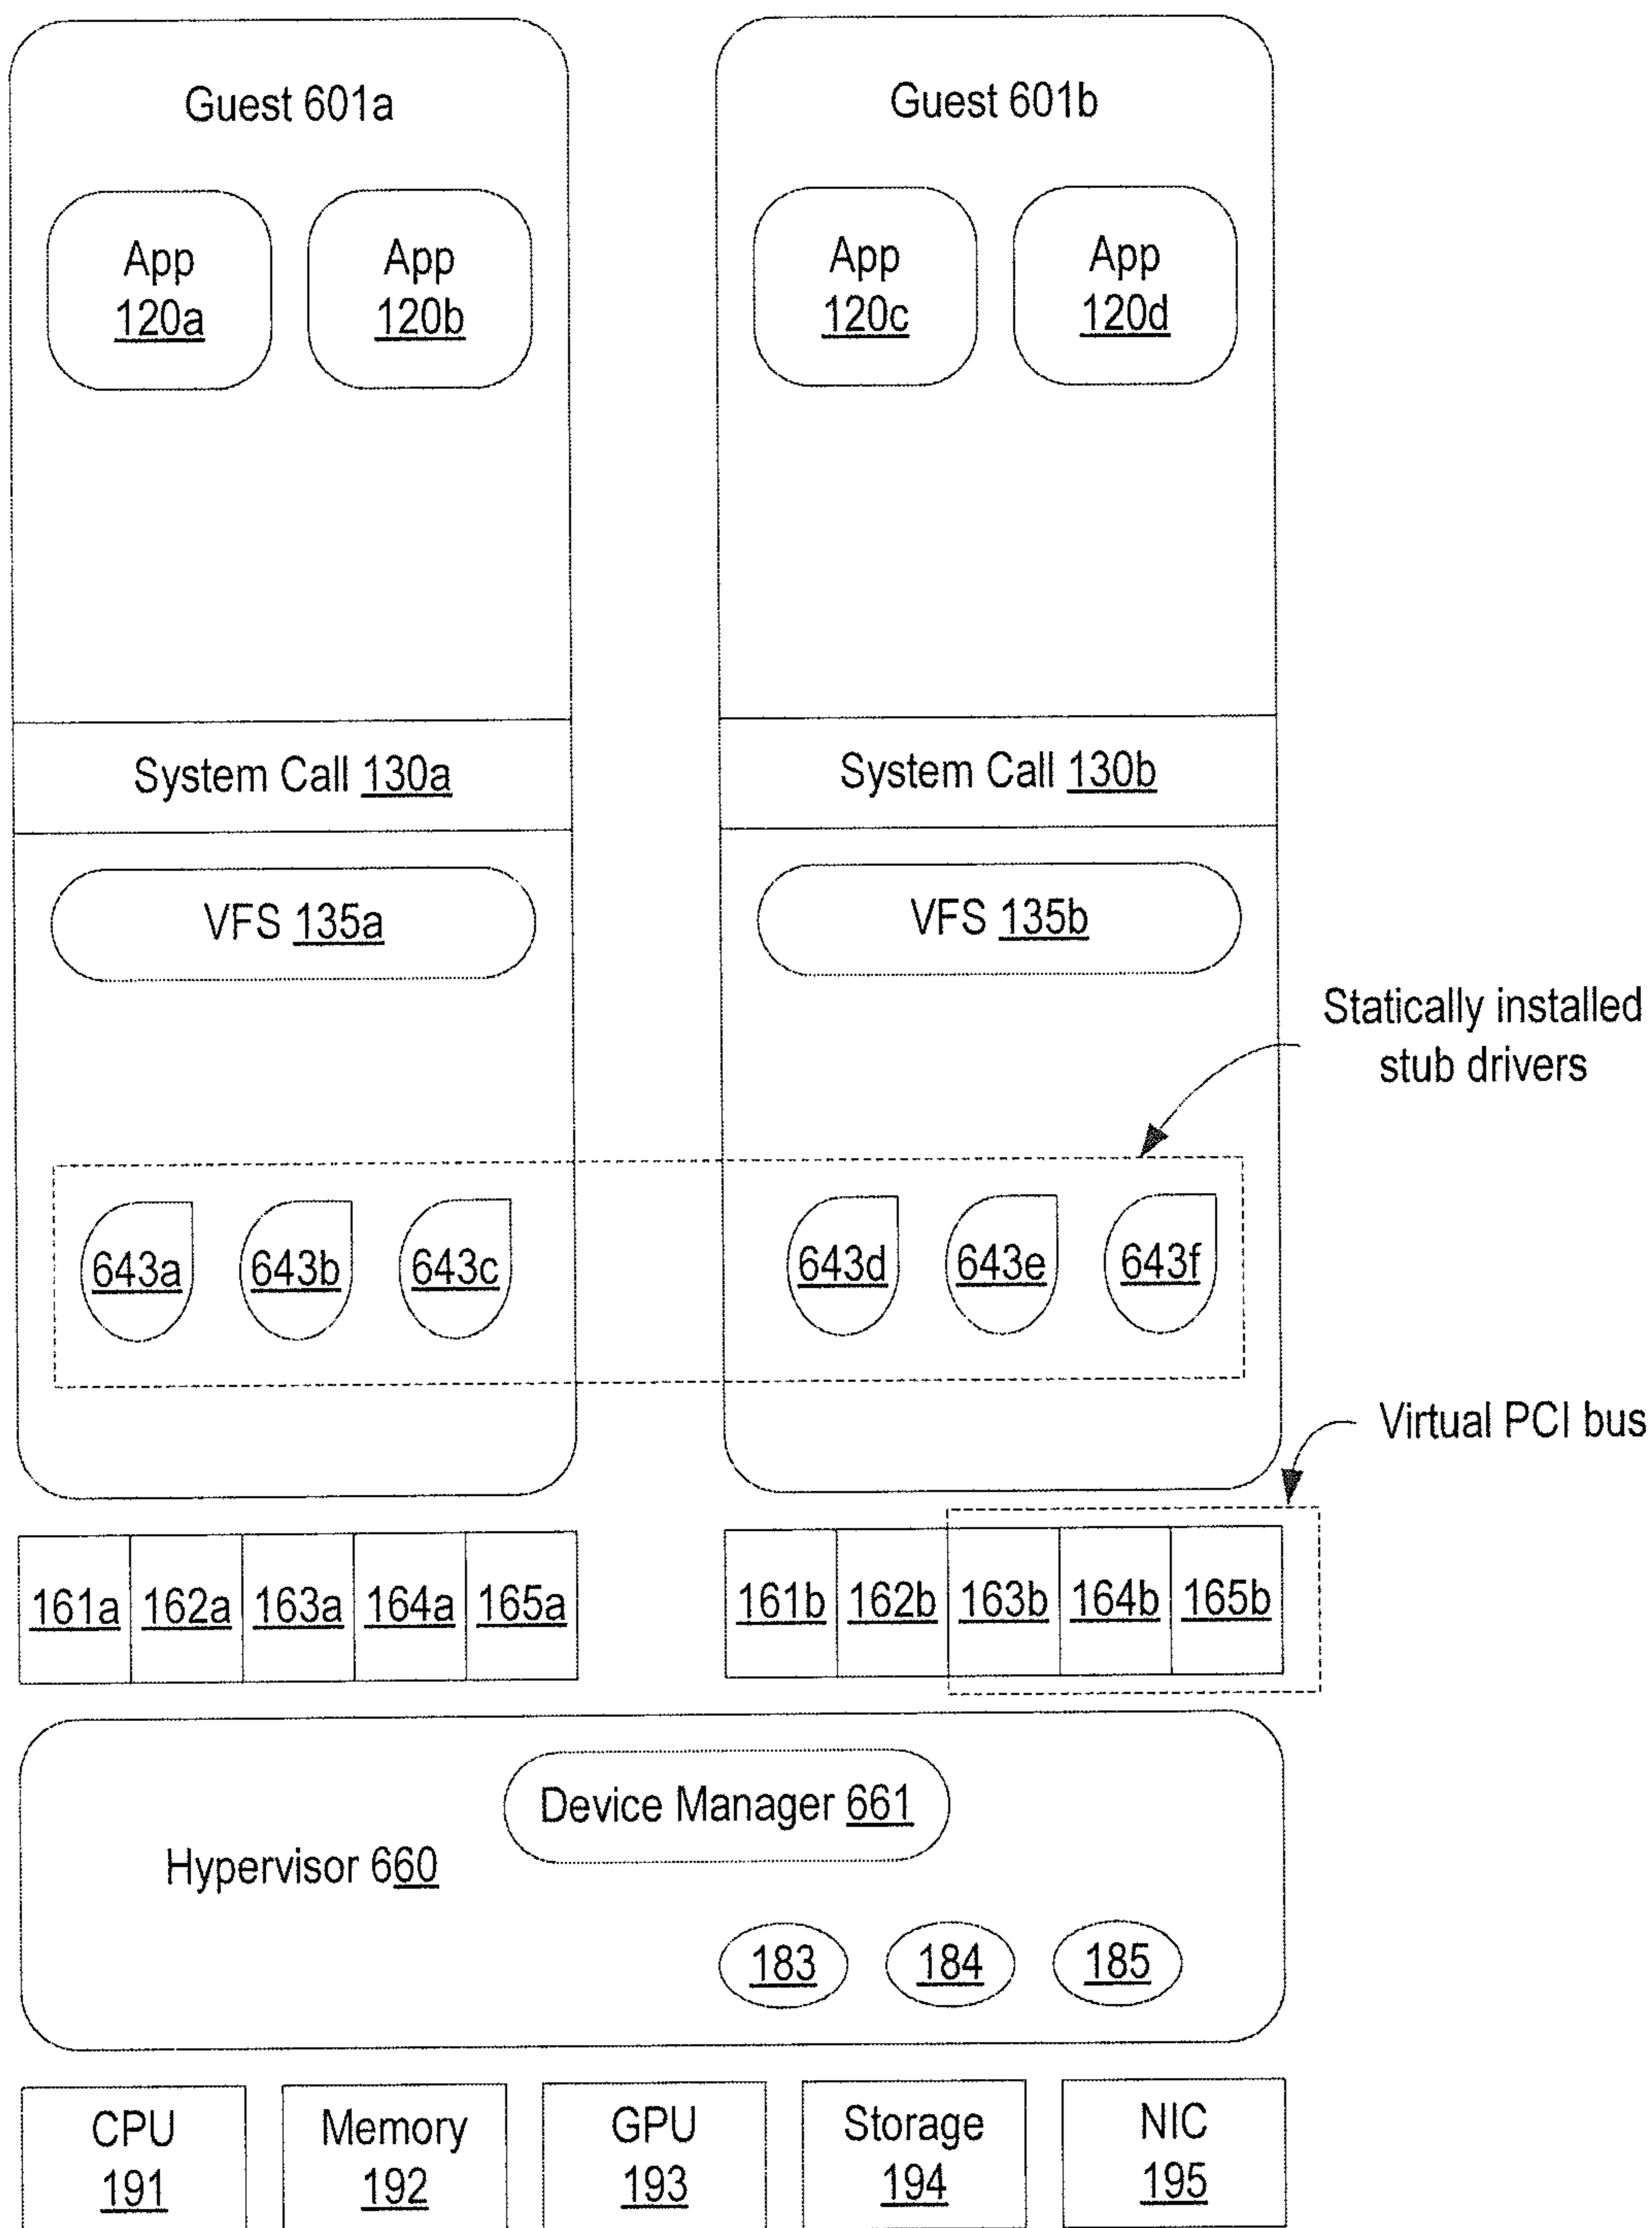 Guest 601a
Guest 601b
App
120a
App
120b
App
120c
App
120d
System Call 130a
System Call 130b
VFS 135a
VFS 135b
Statically installed
stub drivers
643a 643b 643c
643d 643e 643f
Virtual PCI bus
161a 162a 163a 164a 165a
161b 162b 163b 164b 165b
Device Manager 661
Hypervisor 660
183 184 185
CPU
191
Memory
192
GPU
193
Storage
194
NIC
195